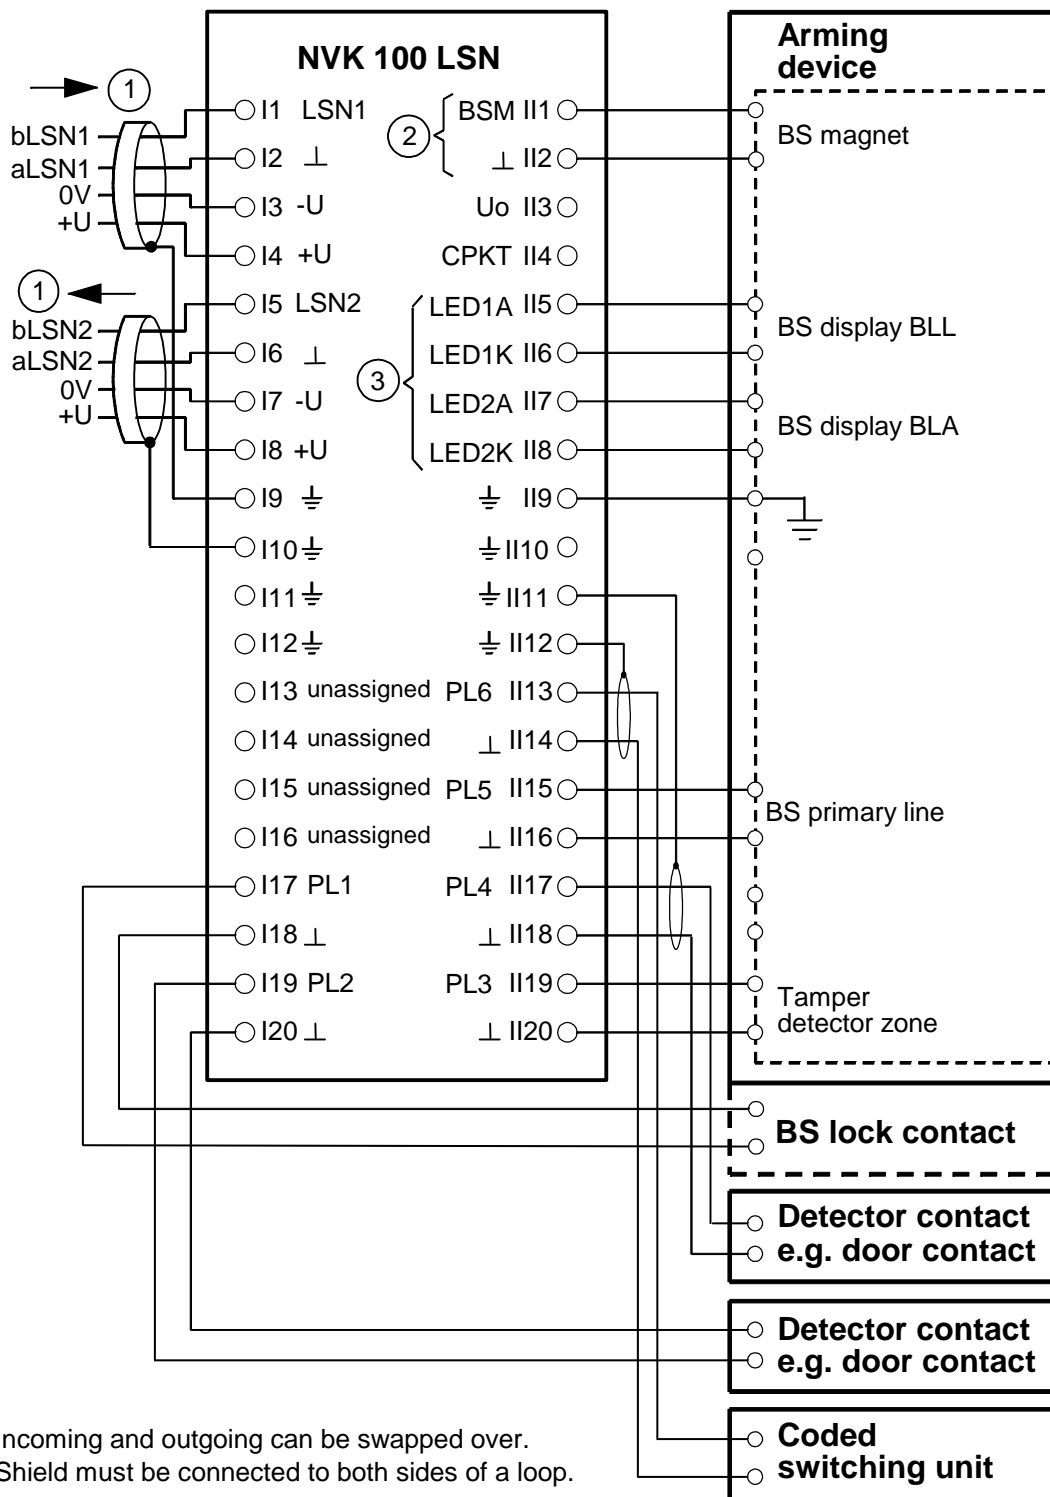 NVK 100 LSN
Arming
device
1
bLSN1
aLSN1
0V
+U
1
bLSN2
aLSN2
0V
+U
I1 LSN1
I2 ⊥
I3 -U
I4 +U
I5 LSN2
I6 ⊥
I7 -U
I8 +U
I9 ⏚
I10 ⏚
I11 ⏚
I12 ⏚
I13 unassigned
I14 unassigned
I15 unassigned
I16 unassigned
I17 PL1
I18 ⊥
I19 PL2
I20 ⊥
2
BSM II1
⊥ II2
Uo II3
CPKT II4
3
LED1A II5
LED1K II6
LED2A II7
LED2K II8
⏚ II9
⏚ II10
⏚ II11
⏚ II12
PL6 II13
⊥ II14
PL5 II15
⊥ II16
PL4 II17
⊥ II18
PL3 II19
⊥ II20
BS magnet
BS display BLL
BS display BLA
BS primary line
Tamper
detector zone
BS lock contact
Detector contact
e.g. door contact
Detector contact
e.g. door contact
Coded
switching unit
ncoming and outgoing can be swapped over.
Shield must be connected to both sides of a loop.